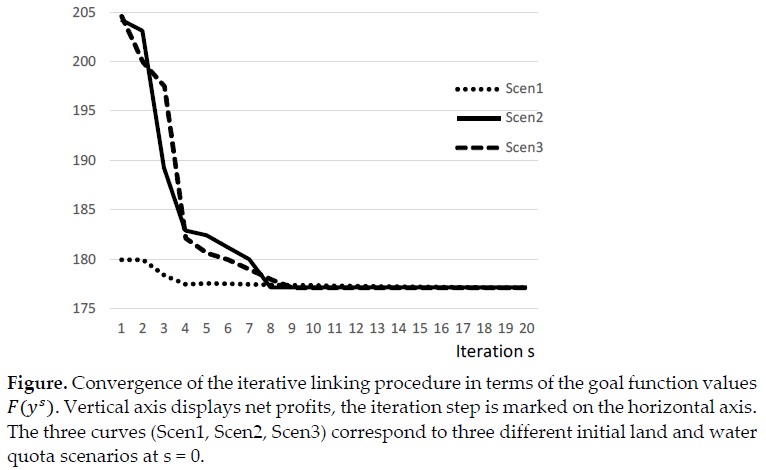 205
200
195
190
185
180
175
Scen1
Scen2
Scen3
1 2 3 4 5 6 7 8 9 10 11 12 13 14 15 16 17 18 19 20
Iteration s
Figure. Convergence of the iterative linking procedure in terms of the goal function values
F(yˢ). Vertical axis displays net profits, the iteration step is marked on the horizontal axis.
The three curves (Scen1, Scen2, Scen3) correspond to three different initial land and water
quota scenarios at s = 0.